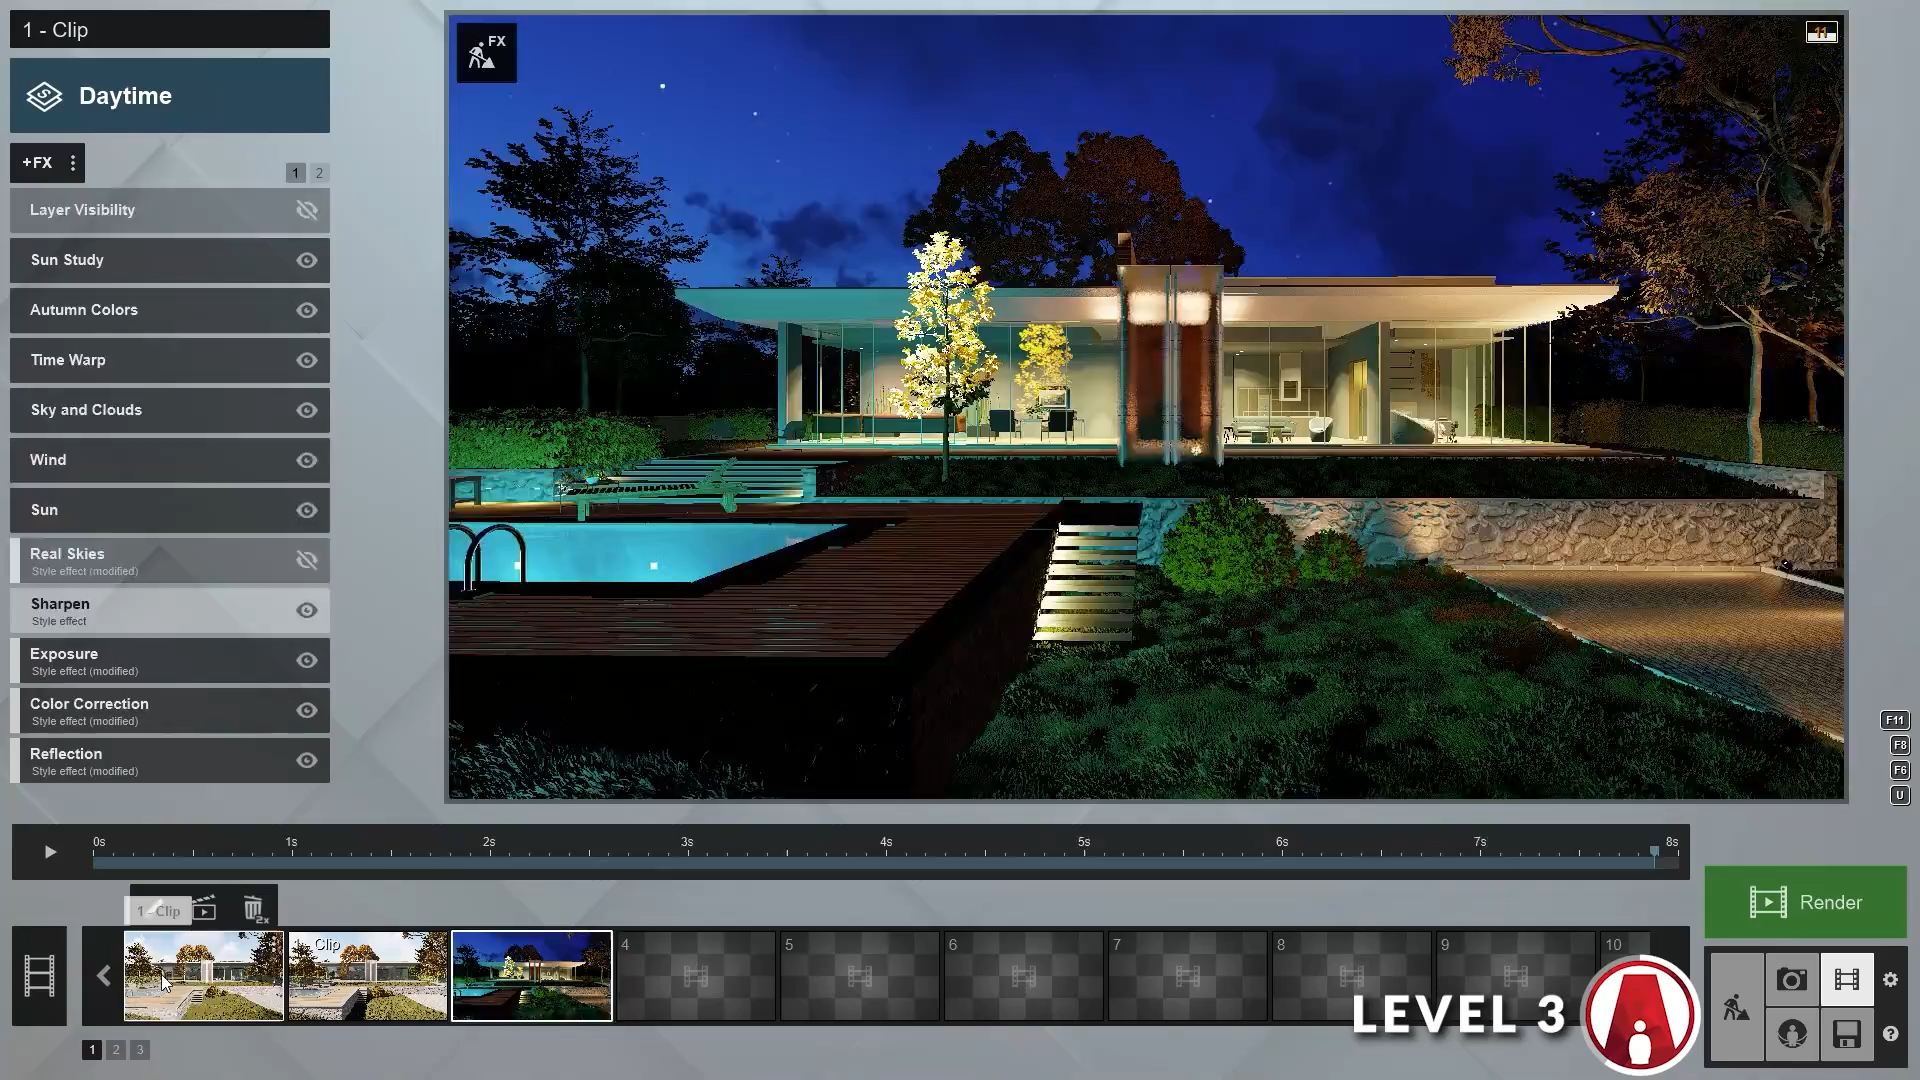 1 - Clip
FX
11
Daytime
+FX
1 2
Layer Visibility
Sun Study
Autumn Colors
Time Warp
Sky and Clouds
Wind
Sun
Real Skies
Style effect (modified)
Sharpen
Style effect
Exposure
Style effect (modified)
Color Correction
Style effect (modified)
Reflection
Style effect (modified)
F11
F8
F6
U
0s 1s 2s 3s 4s 5s 6s 7s 8s
1 - Clip
2x
Render
1 - Clip
4 5 6 7 8 9 10
LEVEL 3
?
1 2 3